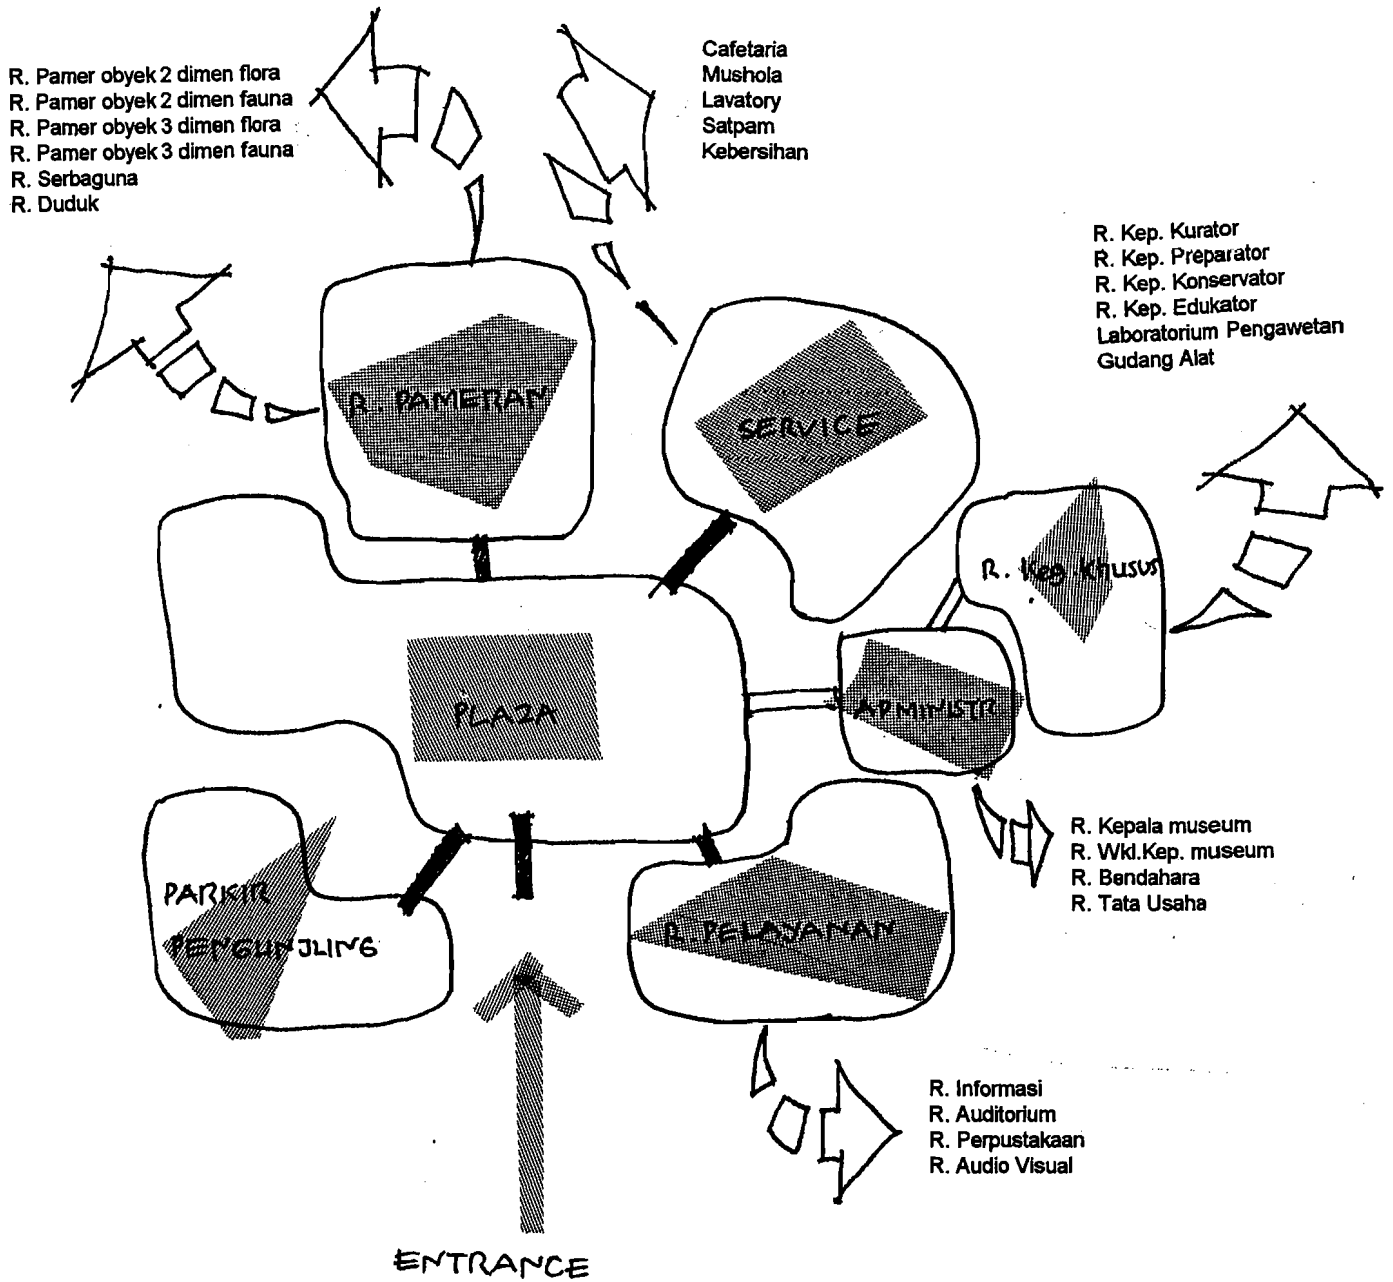 R. Pamer obyek 2 dimen flora
R. Pamer obyek 2 dimen fauna
R. Pamer obyek 3 dimen flora
R. Pamer obyek 3 dimen fauna
R. Serbaguna
R. Duduk
Cafetaria
Mushola
Lavatory
Satpam
Kebersihan
R. Kep. Kurator
R. Kep. Preparator
R. Kep. Konservator
R. Kep. Edukator
Laboratorium Pengawetan
Gudang Alat
R. PAMERAN
SERVICE
R. Keg. Khusus
PLAZA
ADMINISTR
R. Kepala museum
R. Wkl.Kep. museum
R. Bendahara
R. Tata Usaha
PARKIR
PENGUNJUNG
R. PELAYANAN
R. Informasi
R. Auditorium
R. Perpustakaan
R. Audio Visual
ENTRANCE